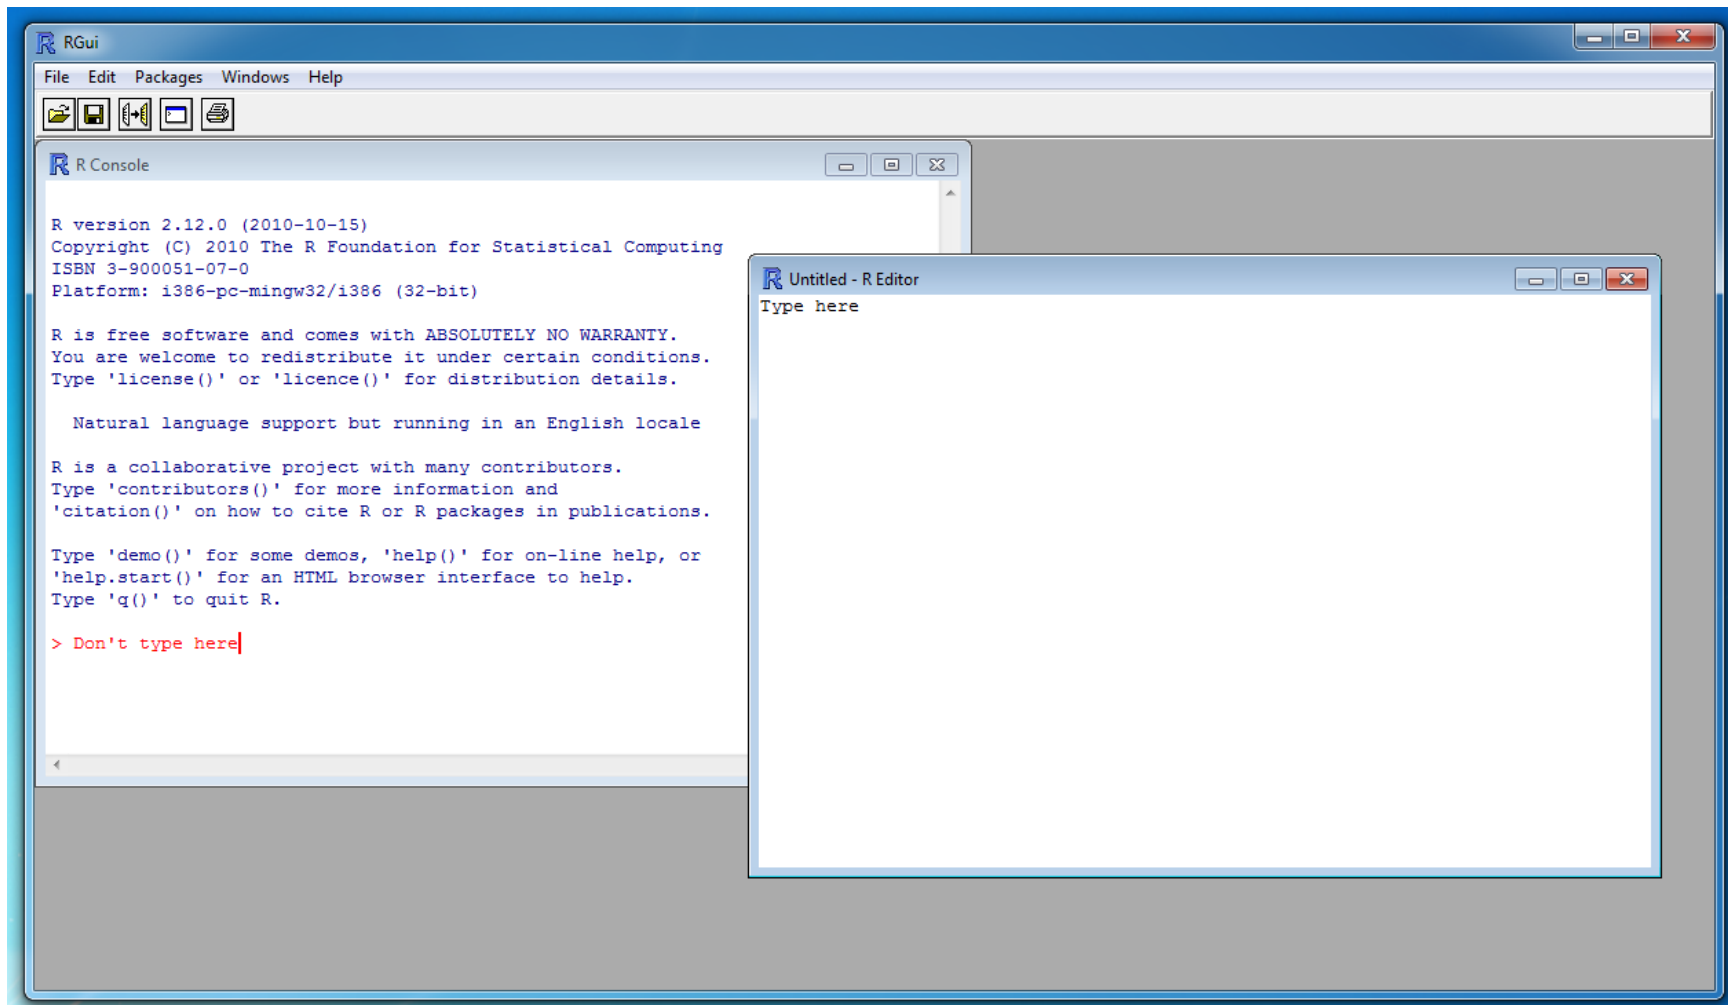 RGui
File Edit Packages Windows Help
R Console
R version 2.12.0 (2010-10-15)
Copyright (C) 2010 The R Foundation for Statistical Computing
ISBN 3-900051-07-0
Platform: i386-pc-mingw32/i386 (32-bit)
R is free software and comes with ABSOLUTELY NO WARRANTY.
You are welcome to redistribute it under certain conditions.
Type 'license()' or 'licence()' for distribution details.
Natural language support but running in an English locale
R is a collaborative project with many contributors.
Type 'contributors()' for more information and
'citation()' on how to cite R or R packages in publications.
Type 'demo()' for some demos, 'help()' for on-line help, or
'help.start()' for an HTML browser interface to help.
Type 'q()' to quit R.
> Don't type here
Untitled - R Editor
Type here